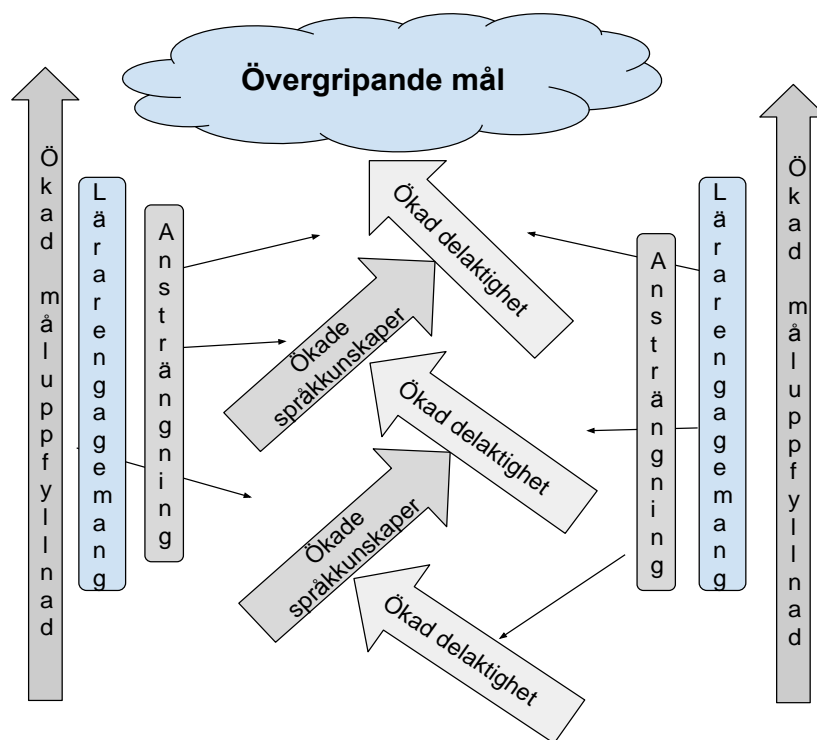 Övergripande mål
Ökad måluppfyllnad
Lärarengagemang
Ansträngning
Ökad delaktighet
Ökade
språkkunskaper
Ökad delaktighet
Ökade
språkkunskaper
Ökad delaktighet
Ansträngning
Lärarengagemang
Ökad måluppfyllnad